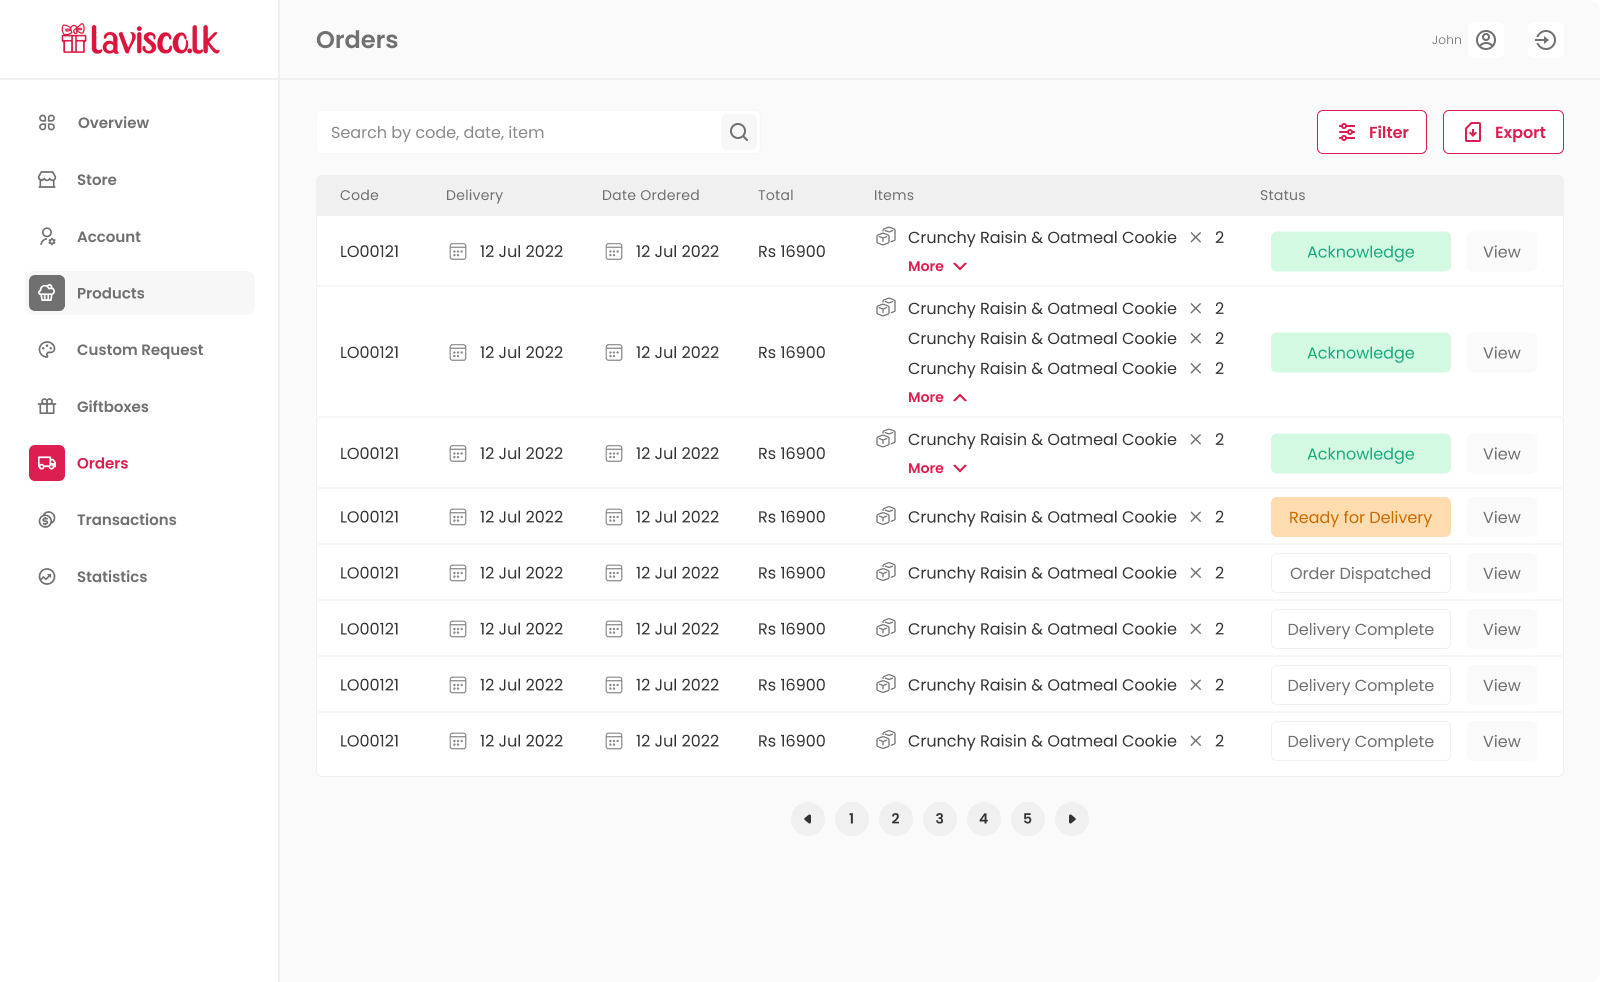 Lavisco.lk
Orders
John
Overview
Store
Account
Products
Custom Request
Giftboxes
Orders
Transactions
Statistics
Search by code, date, item
Filter
Export
Code Delivery Date Ordered Total Items Status
LO00121 12 Jul 2022 12 Jul 2022 Rs 16900 Crunchy Raisin & Oatmeal Cookie × 2 Acknowledge View
More
LO00121 12 Jul 2022 12 Jul 2022 Rs 16900 Crunchy Raisin & Oatmeal Cookie × 2 Acknowledge View
Crunchy Raisin & Oatmeal Cookie × 2
Crunchy Raisin & Oatmeal Cookie × 2
More
LO00121 12 Jul 2022 12 Jul 2022 Rs 16900 Crunchy Raisin & Oatmeal Cookie × 2 Acknowledge View
More
LO00121 12 Jul 2022 12 Jul 2022 Rs 16900 Crunchy Raisin & Oatmeal Cookie × 2 Ready for Delivery View
LO00121 12 Jul 2022 12 Jul 2022 Rs 16900 Crunchy Raisin & Oatmeal Cookie × 2 Order Dispatched View
LO00121 12 Jul 2022 12 Jul 2022 Rs 16900 Crunchy Raisin & Oatmeal Cookie × 2 Delivery Complete View
LO00121 12 Jul 2022 12 Jul 2022 Rs 16900 Crunchy Raisin & Oatmeal Cookie × 2 Delivery Complete View
LO00121 12 Jul 2022 12 Jul 2022 Rs 16900 Crunchy Raisin & Oatmeal Cookie × 2 Delivery Complete View
1 2 3 4 5